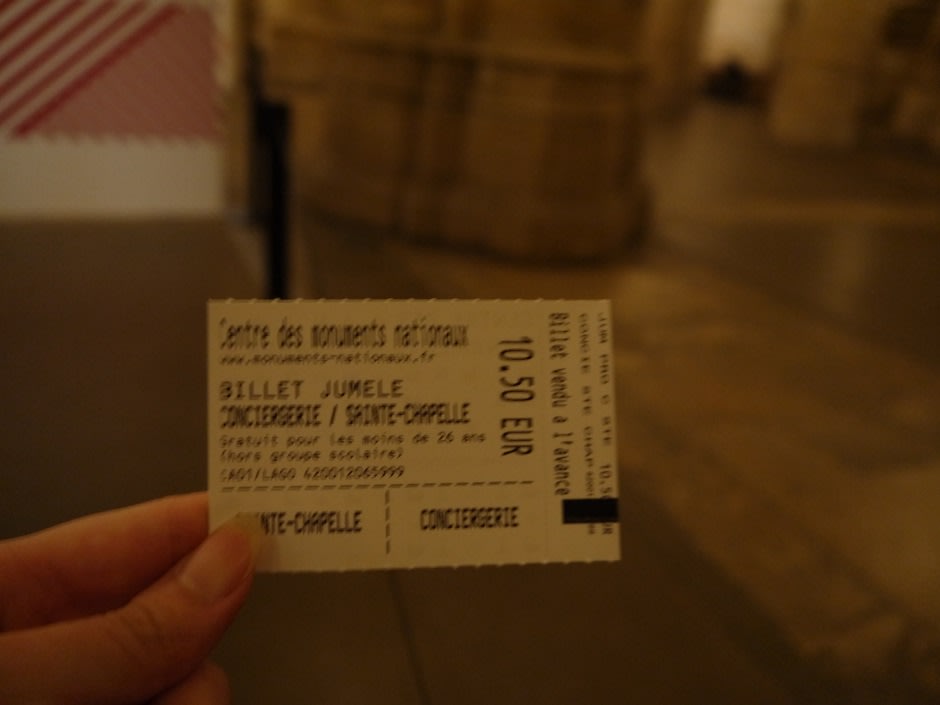 Centre des monuments nationaux
www.monuments-nationaux.fr
BILLET JUMELE
CONCIERGERIE / SAINTE-CHAPELLE
Gratuit pour les moins de 26 ans
(hors groupe scolaire)
CA01/LAGO 420012065999
NTE-CHAPELLE
CONCIERGERIE
10.50 EUR
Billet vendu a l'avance